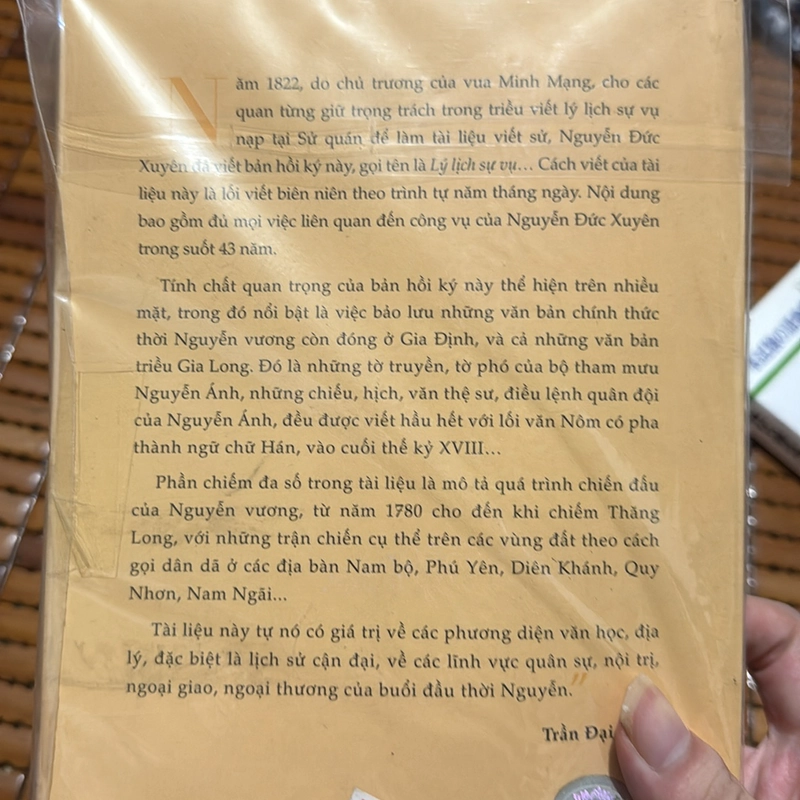 Năm 1822, do chủ trương của vua Minh Mạng, cho các
quan từng giữ trọng trách trong triều viết lý lịch sự vụ
nạp tại Sử quán để làm tài liệu viết sử, Nguyễn Đức
Xuyên đã viết bản hồi ký này, gọi tên là Lý lịch sự vụ... Cách viết của tài
liệu này là lối viết biên niên theo trình tự năm tháng ngày. Nội dung
bao gồm đủ mọi việc liên quan đến công vụ của Nguyễn Đức Xuyên
trong suốt 43 năm.
Tính chất quan trọng của bản hồi ký này thể hiện trên nhiều
mặt, trong đó nổi bật là việc bảo lưu những văn bản chính thức
thời Nguyễn vương còn đóng ở Gia Định, và cả những văn bản
triều Gia Long. Đó là những tờ truyền, tờ phó của bộ tham mưu
Nguyễn Ánh, những chiếu, hịch, văn thệ sư, điều lệnh quân đội
của Nguyễn Ánh, đều được viết hầu hết với lối văn Nôm có pha
thành ngữ chữ Hán, vào cuối thế kỷ XVIII...
Phần chiếm đa số trong tài liệu là mô tả quá trình chiến đấu
của Nguyễn vương, từ năm 1780 cho đến khi chiếm Thăng
Long, với những trận chiến cụ thể trên các vùng đất theo cách
gọi dân dã ở các địa bàn Nam bộ, Phú Yên, Diên Khánh, Quy
Nhơn, Nam Ngãi...
Tài liệu này tự nó có giá trị về các phương diện văn học, địa
lý, đặc biệt là lịch sử cận đại, về các lĩnh vực quân sự, nội trị,
ngoại giao, ngoại thương của buổi đầu thời Nguyễn.”
Trần Đại